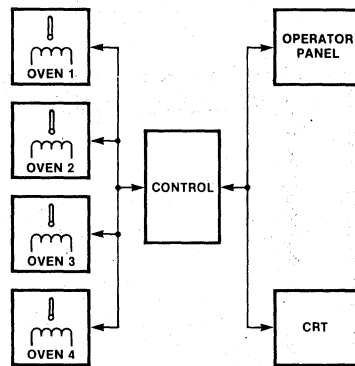 OVEN 1
OVEN 2
OVEN 3
OVEN 4
CONTROL
OPERATOR
PANEL
CRT